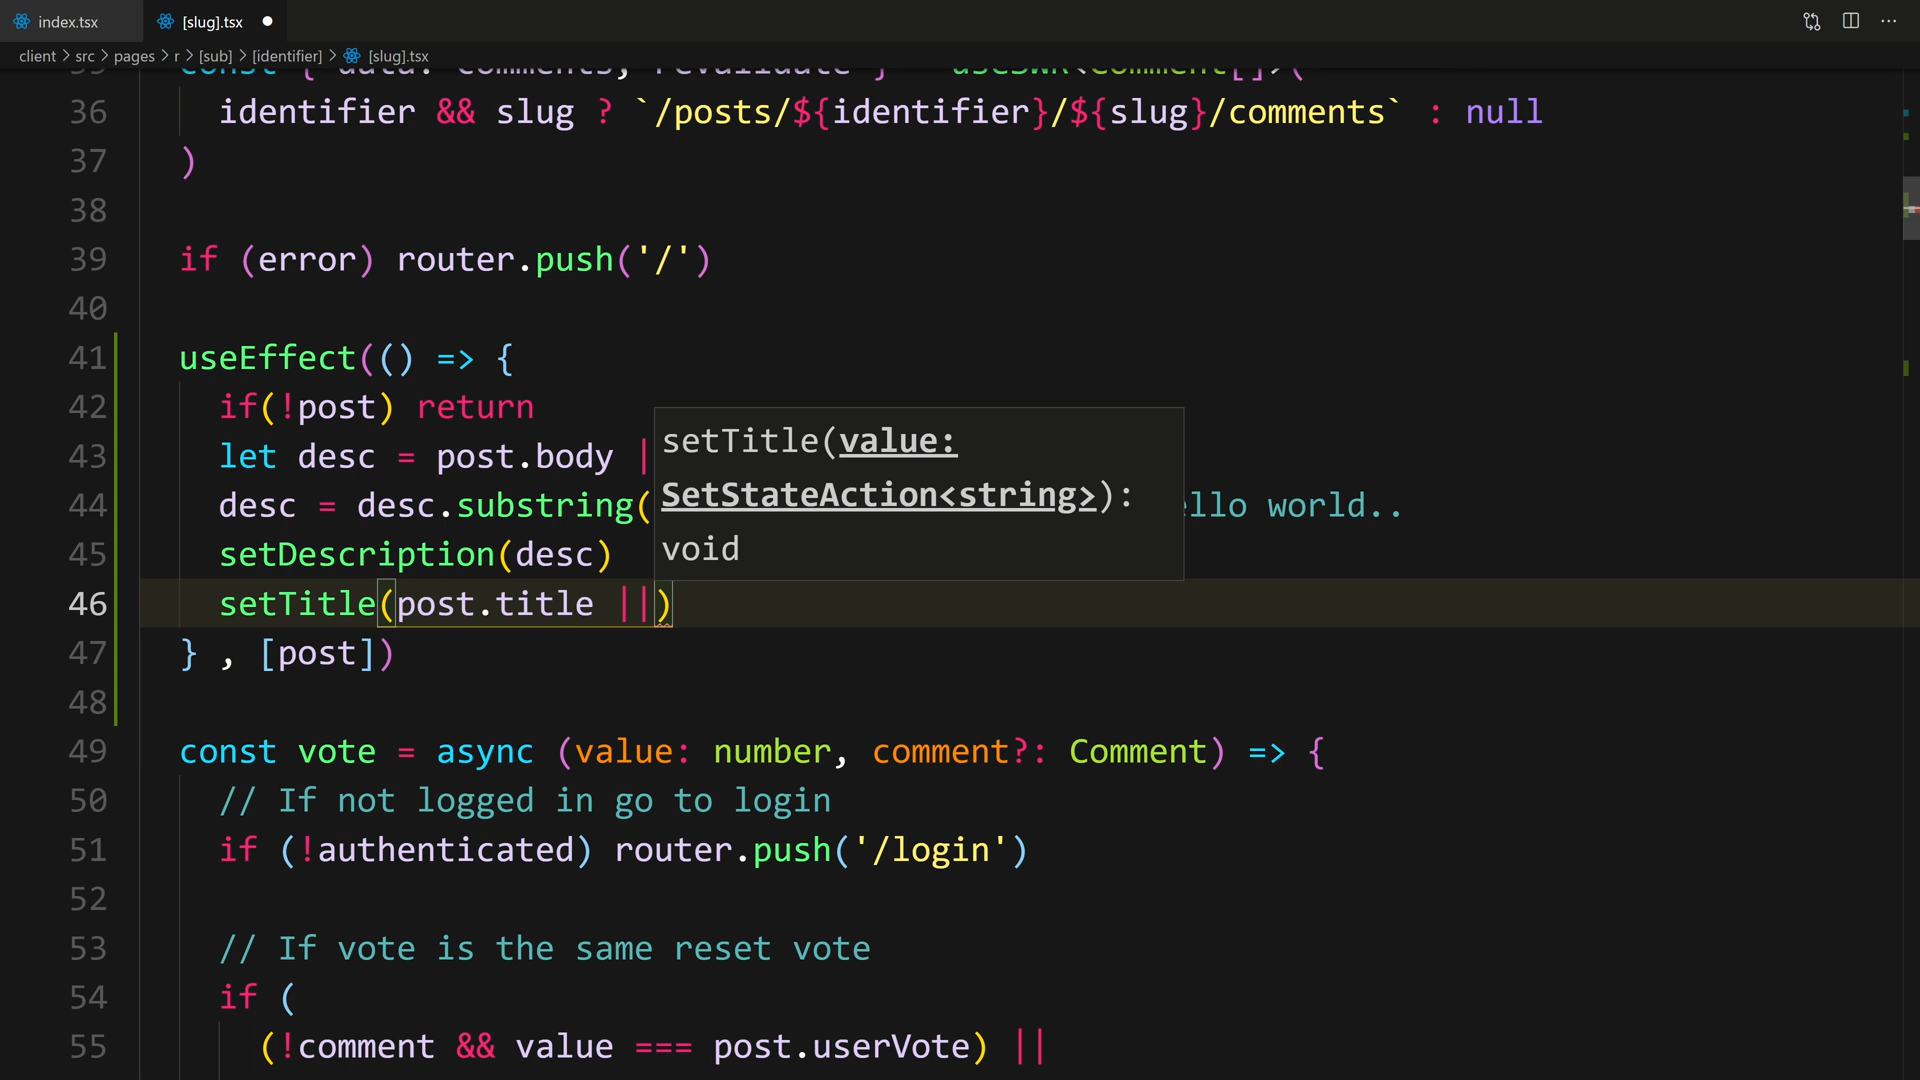 index.tsx
[slug].tsx
client > src > pages > r > [sub] > [identifier] > [slug].tsx
36 identifier && slug ? `/posts/${identifier}/${slug}/comments` : null
37 )
38
39 if (error) router.push('/')
40
41 useEffect(() => {
42 if(!post) return
43 let desc = post.body |
44 desc = desc.substring(
45 setDescription(desc)
46 setTitle(post.title ||)
47 } , [post])
48
setTitle(value:
SetStateAction<string>):
void
llo world..
49 const vote = async (value: number, comment?: Comment) => {
50 // If not logged in go to login
51 if (!authenticated) router.push('/login')
52
53 // If vote is the same reset vote
54 if (
55 (!comment && value === post.userVote) ||